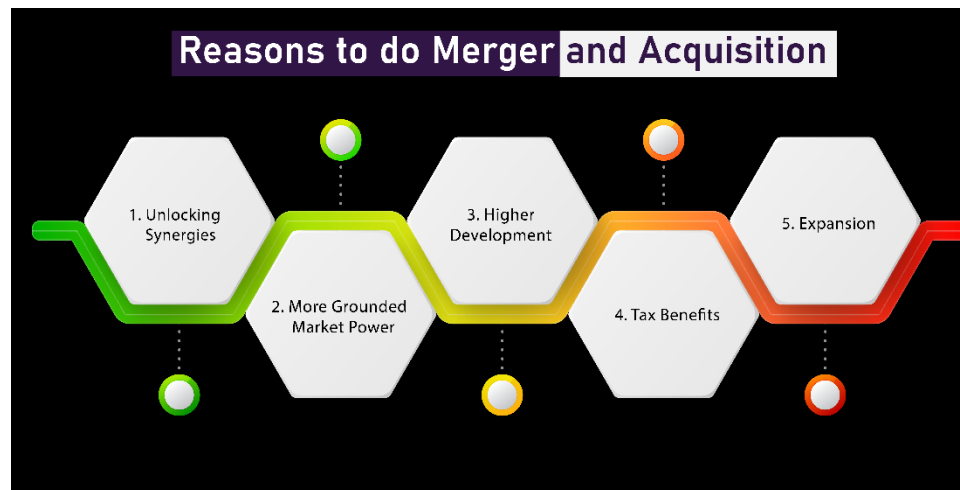 Reasons to do Merger and Acquisition
1. Unlocking
Synergies
2. More Grounded
Market Power
3. Higher
Development
4. Tax Benefits
5. Expansion